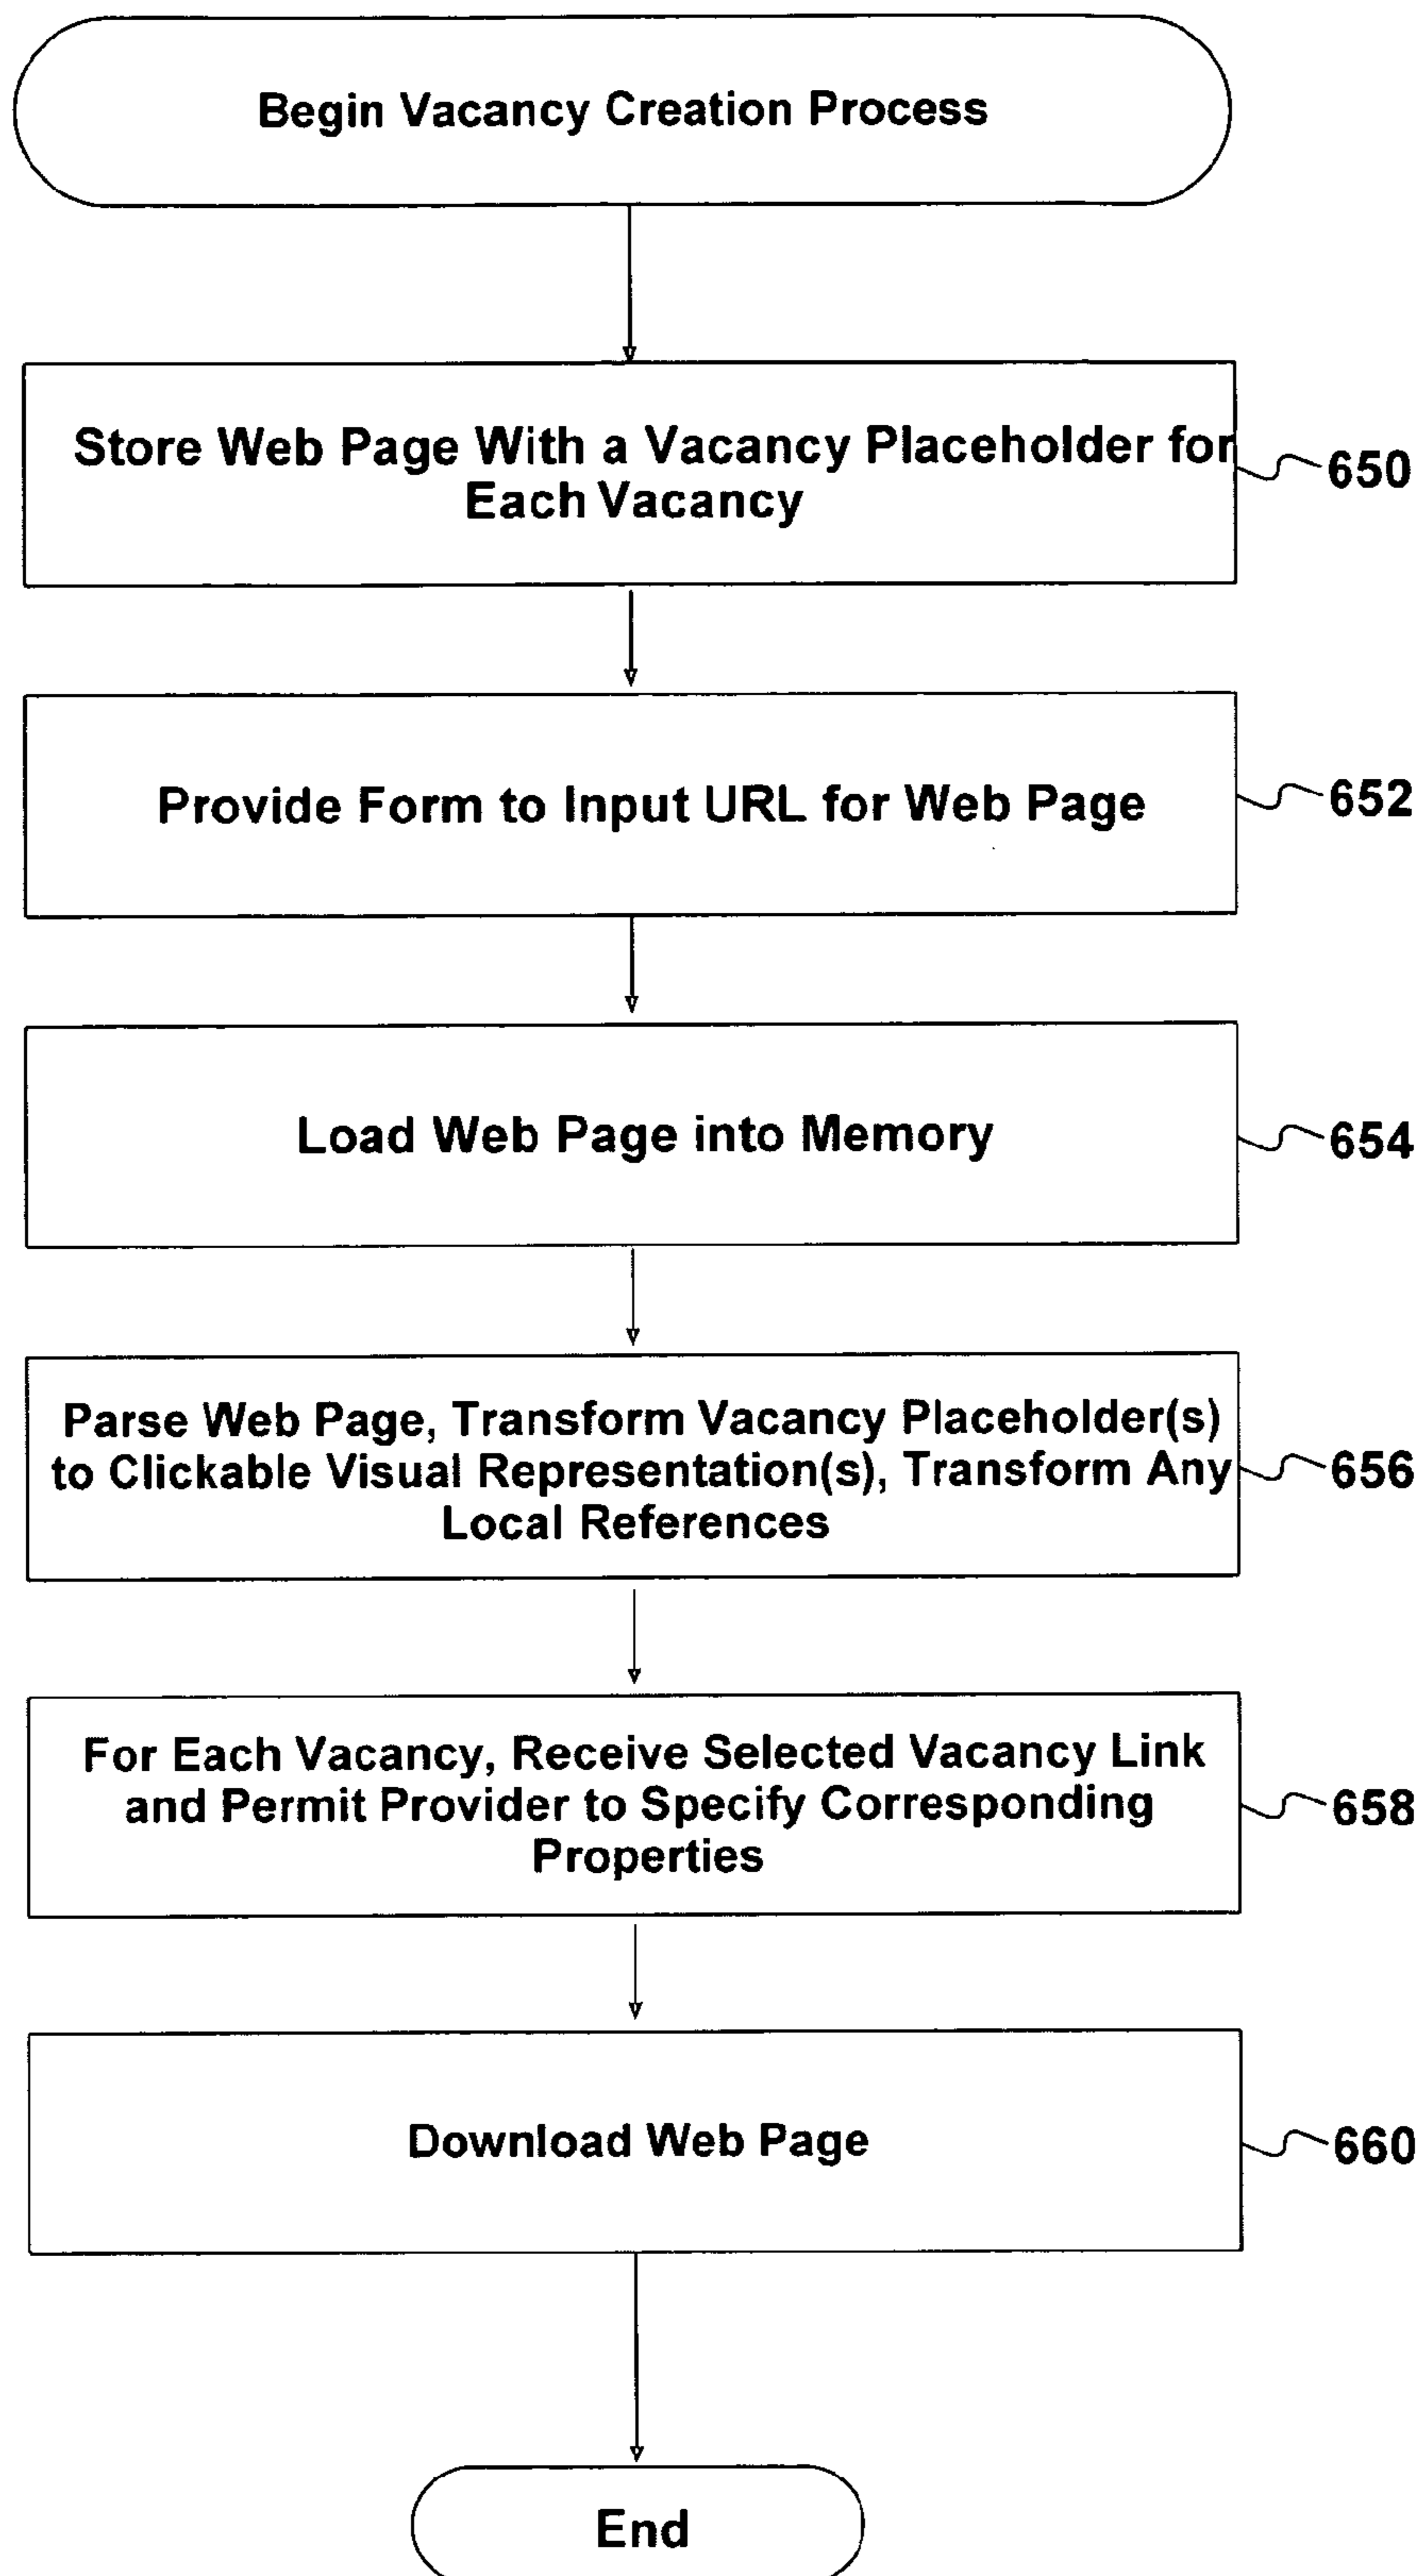 Begin Vacancy Creation Process
Store Web Page With a Vacancy Placeholder for
Each Vacancy
650
Provide Form to Input URL for Web Page
652
Load Web Page into Memory
654
Parse Web Page, Transform Vacancy Placeholder(s)
to Clickable Visual Representation(s), Transform Any
Local References
656
For Each Vacancy, Receive Selected Vacancy Link
and Permit Provider to Specify Corresponding
Properties
658
Download Web Page
660
End